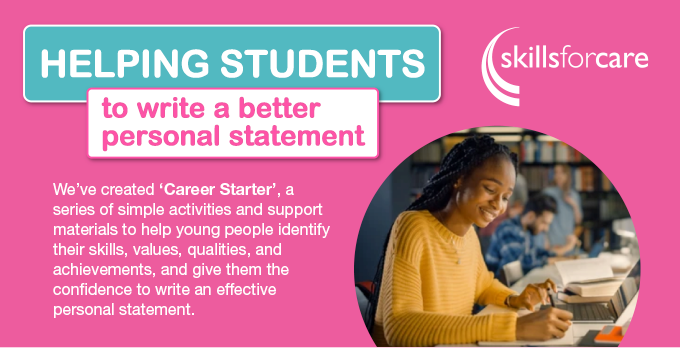 HELPING STUDENTS
to write a better
personal statement
skillsforcare
We’ve created ‘Career Starter’, a
series of simple activities and support
materials to help young people identify
their skills, values, qualities, and
achievements, and give them the
confidence to write an effective
personal statement.